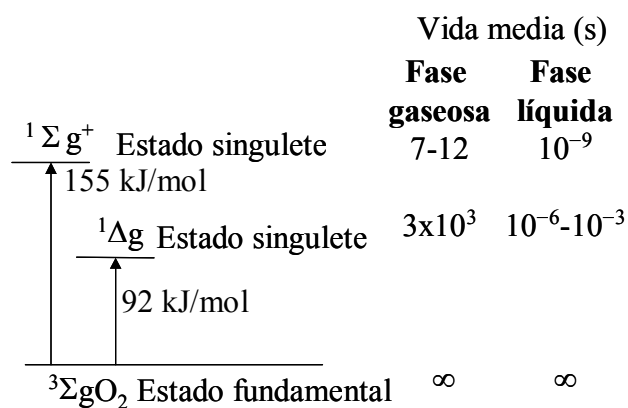 Vida media (s)
Fase Fase
gaseosa líquida
¹Σg⁺ Estado singulete 7-12 10⁻⁹
155 kJ/mol
¹Δg Estado singulete 3x10³ 10⁻⁶-10⁻³
92 kJ/mol
³ΣgO₂ Estado fundamental ∞ ∞